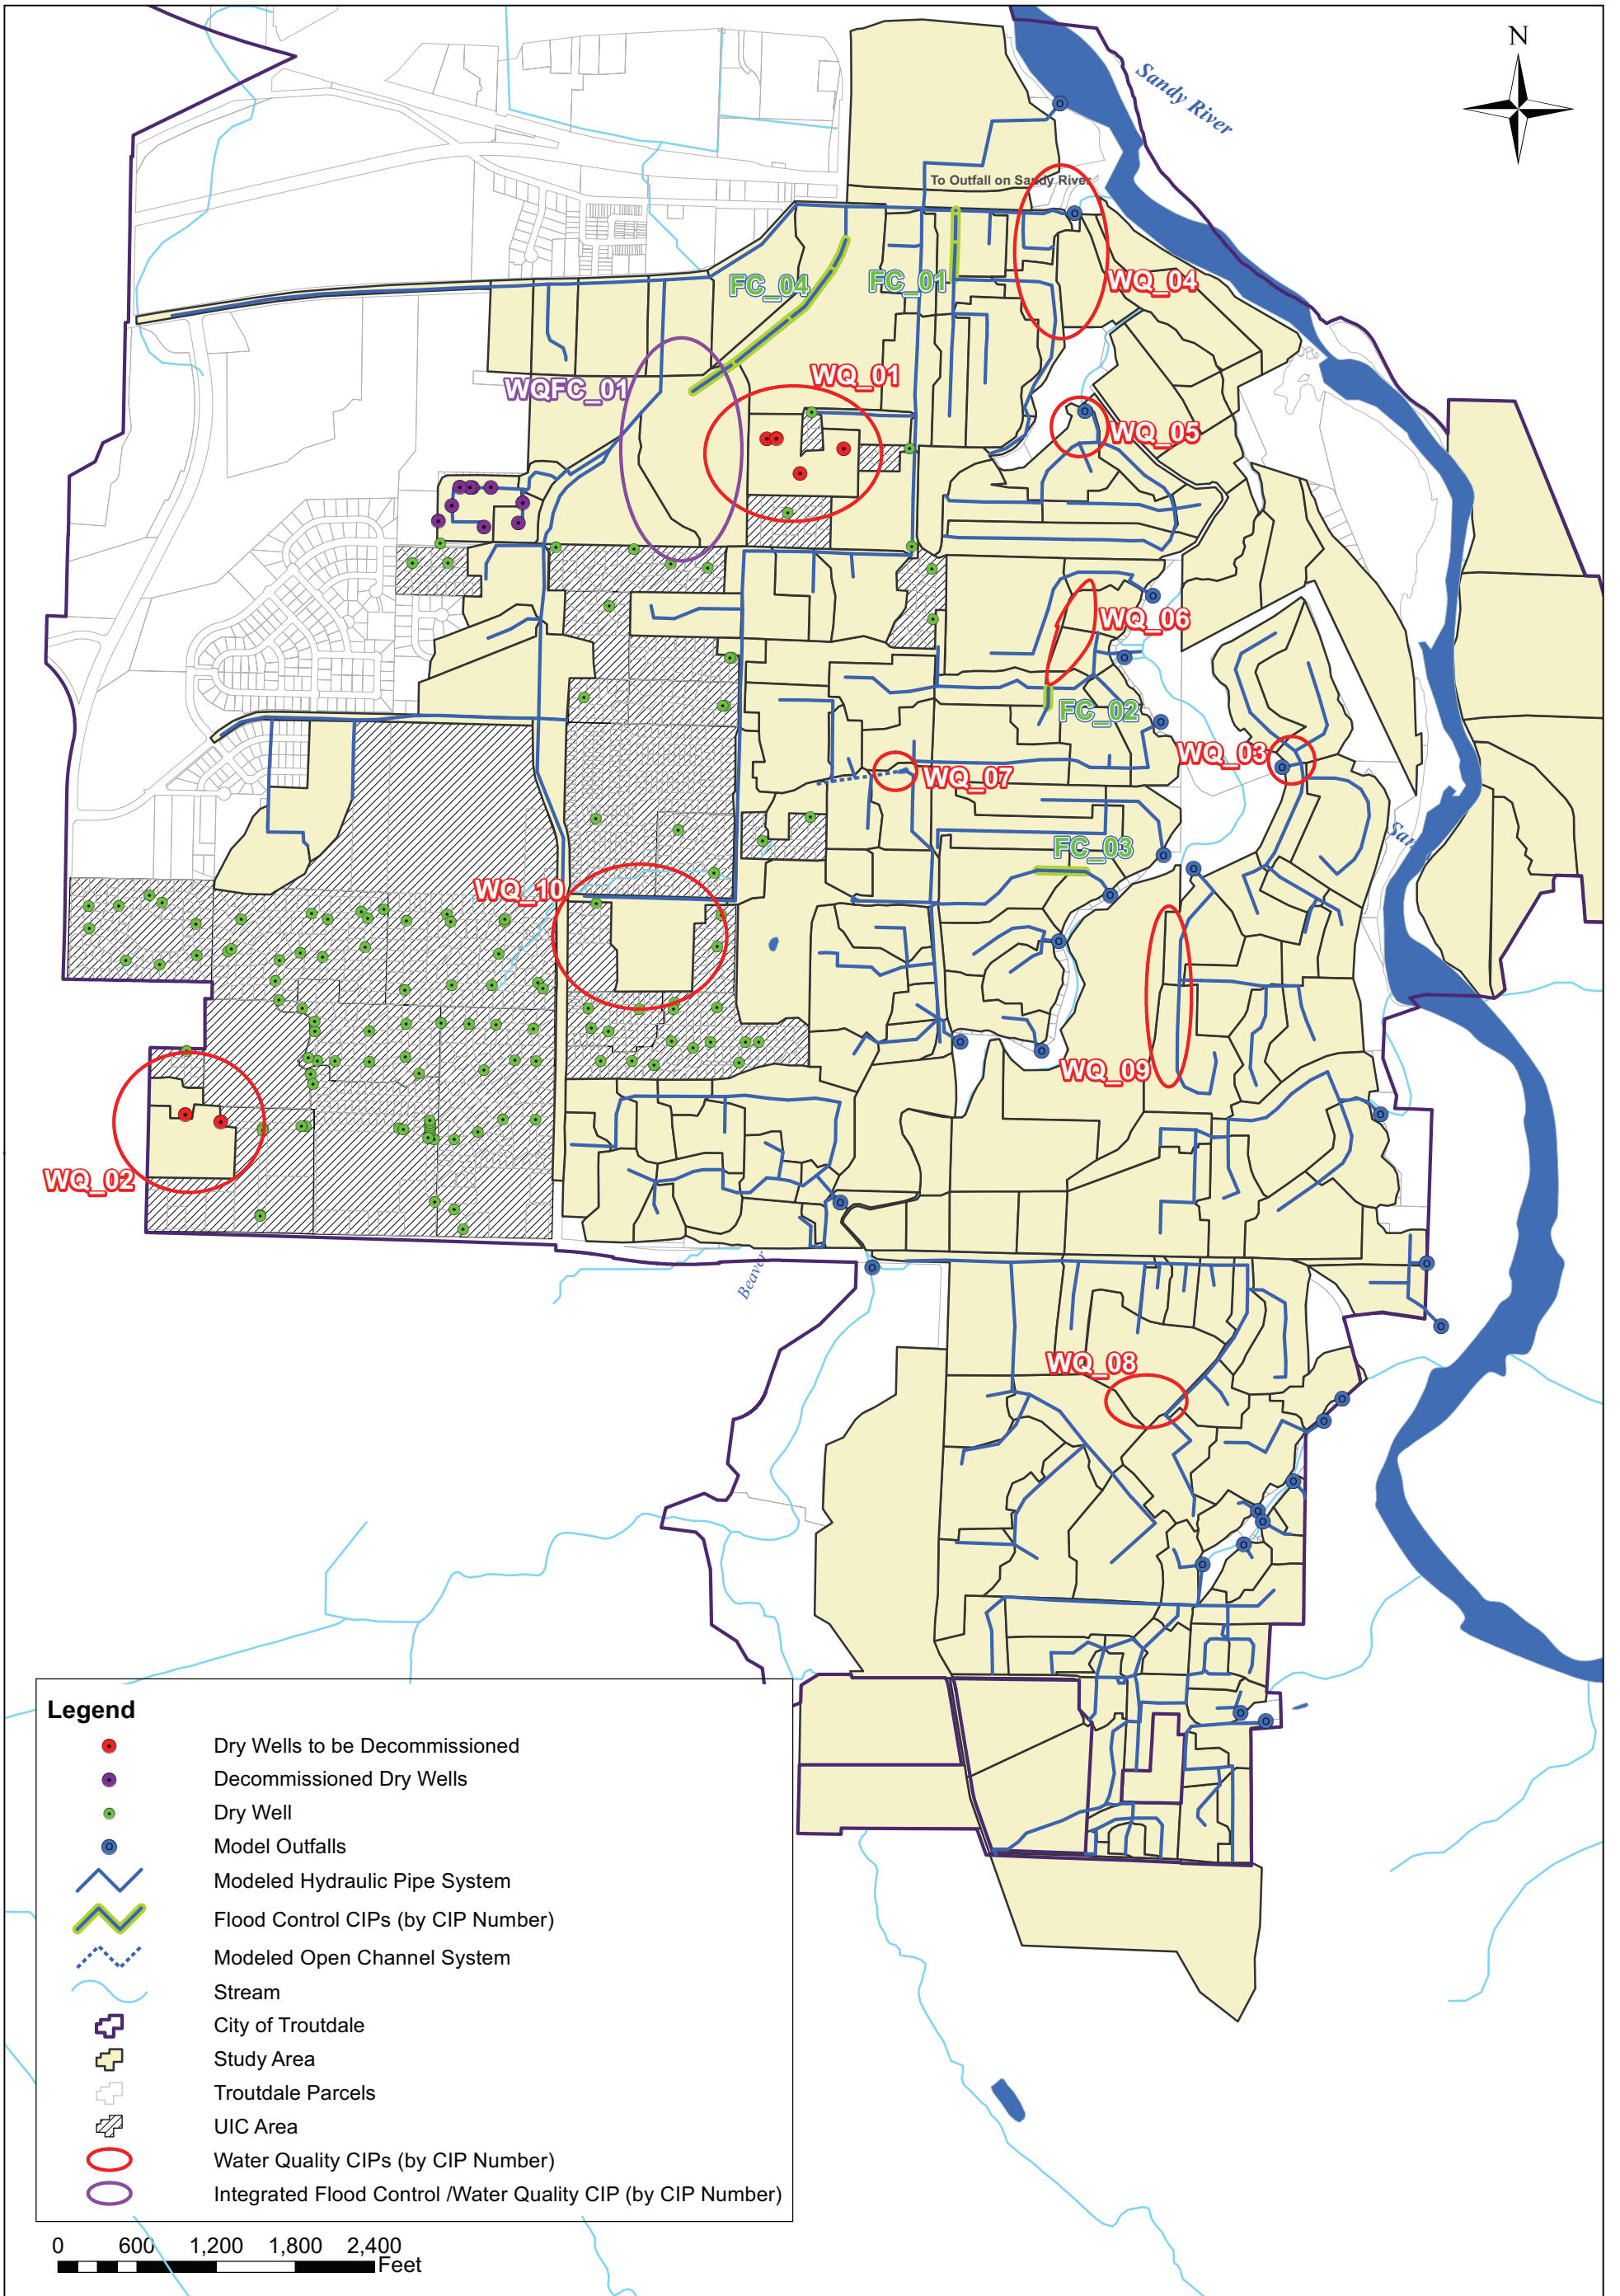 N
Sandy River
To Outfall on Sandy River
FC_04
FC_01
WQ_04
WQFC_01
WQ_01
WQ_05
WQ_06
FC_02
WQ_03
WQ_07
FC_03
WQ_10
WQ_09
WQ_02
Beaver
WQ_08
Legend
Dry Wells to be Decommissioned
Decommissioned Dry Wells
Dry Well
Model Outfalls
Modeled Hydraulic Pipe System
Flood Control CIPs (by CIP Number)
Modeled Open Channel System
Stream
City of Troutdale
Study Area
Troutdale Parcels
UIC Area
Water Quality CIPs (by CIP Number)
Integrated Flood Control /Water Quality CIP (by CIP Number)
0 600 1,200 1,800 2,400
Feet